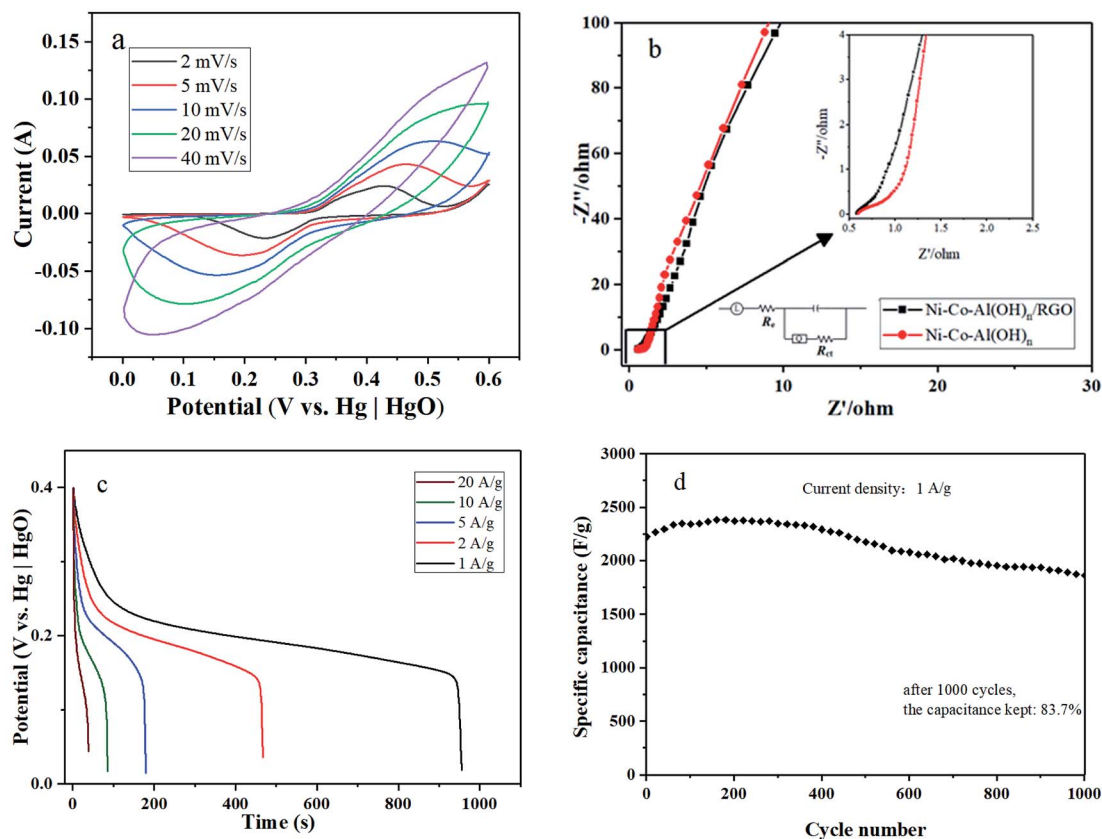 a
2 mV/s
5 mV/s
10 mV/s
20 mV/s
40 mV/s
0.15
0.10
0.05
0.00
-0.05
-0.10
Current (A)
0.0 0.1 0.2 0.3 0.4 0.5 0.6
Potential (V vs. Hg | HgO)
b
100
80
60
40
20
0
-Z''/ohm
4
3
2
1
0
-Z''/ohm
0.5 1.0 1.5 2.0 2.5
Z'/ohm
L
Re
Rct
Ni-Co-Al(OH)n/RGO
Ni-Co-Al(OH)n
0 10 20 30
Z'/ohm
c
20 A/g
10 A/g
5 A/g
2 A/g
1 A/g
0.4
0.2
0.0
Potential (V vs. Hg | HgO)
0 200 400 600 800 1000
Time (s)
d
Current density: 1 A/g
3000
2500
2000
1500
1000
500
0
Specific capacitance (F/g)
after 1000 cycles,
the capacitance kept: 83.7%
0 200 400 600 800 1000
Cycle number